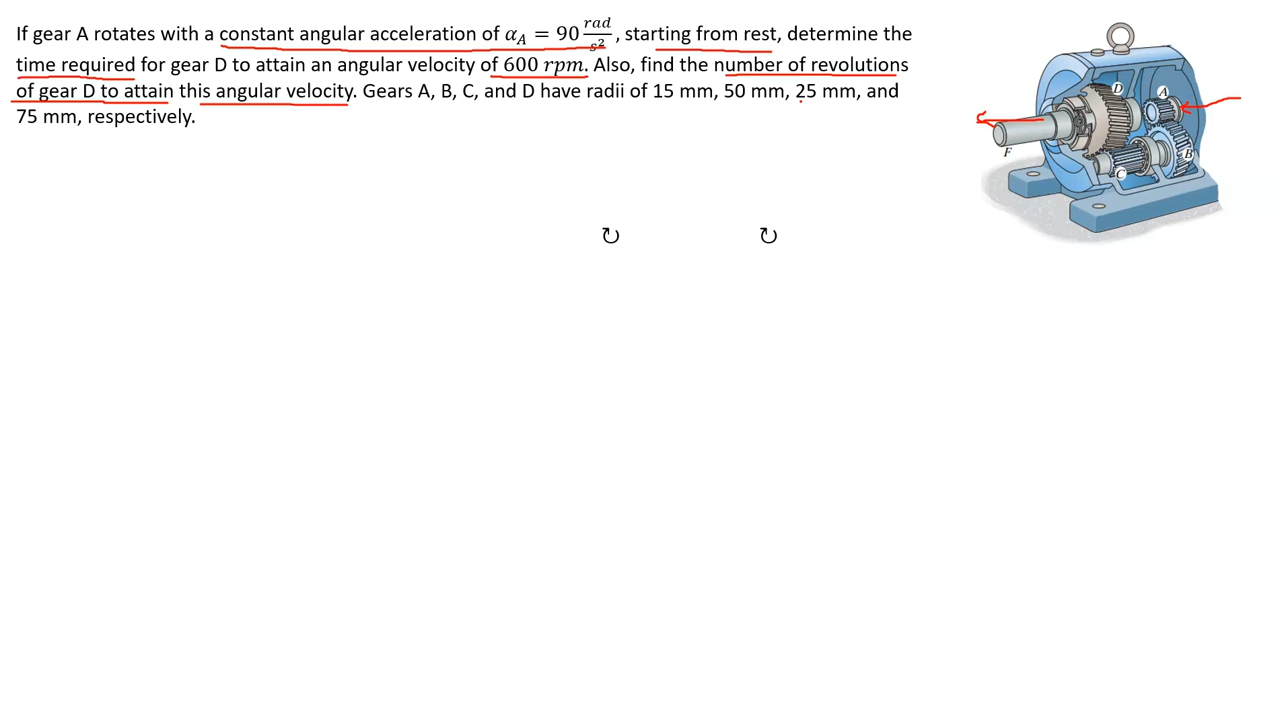 If gear A rotates with a constant angular acceleration of α_A = 90 rad/s², starting from rest, determine the
time required for gear D to attain an angular velocity of 600 rpm. Also, find the number of revolutions
of gear D to attain this angular velocity. Gears A, B, C, and D have radii of 15 mm, 50 mm, 25 mm, and
75 mm, respectively.
D
A
F
B
C
↻ ↻